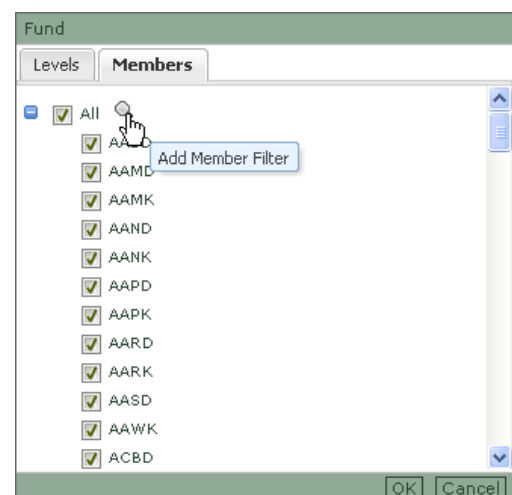 Fund
Levels Members
All
Add Member Filter
AAMD
AAMK
AAND
AANK
AAPD
AAPK
AARD
AARK
AASD
AAWK
ACBD
OK Cancel